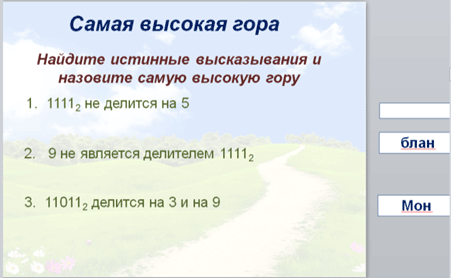 Самая высокая гора
Найдите истинные высказывания и
назовите самую высокую гору
1. 1111₂ не делится на 5
2. 9 не является делителем 1111₂
блан
3. 11011₂ делится на 3 и на 9
Мон